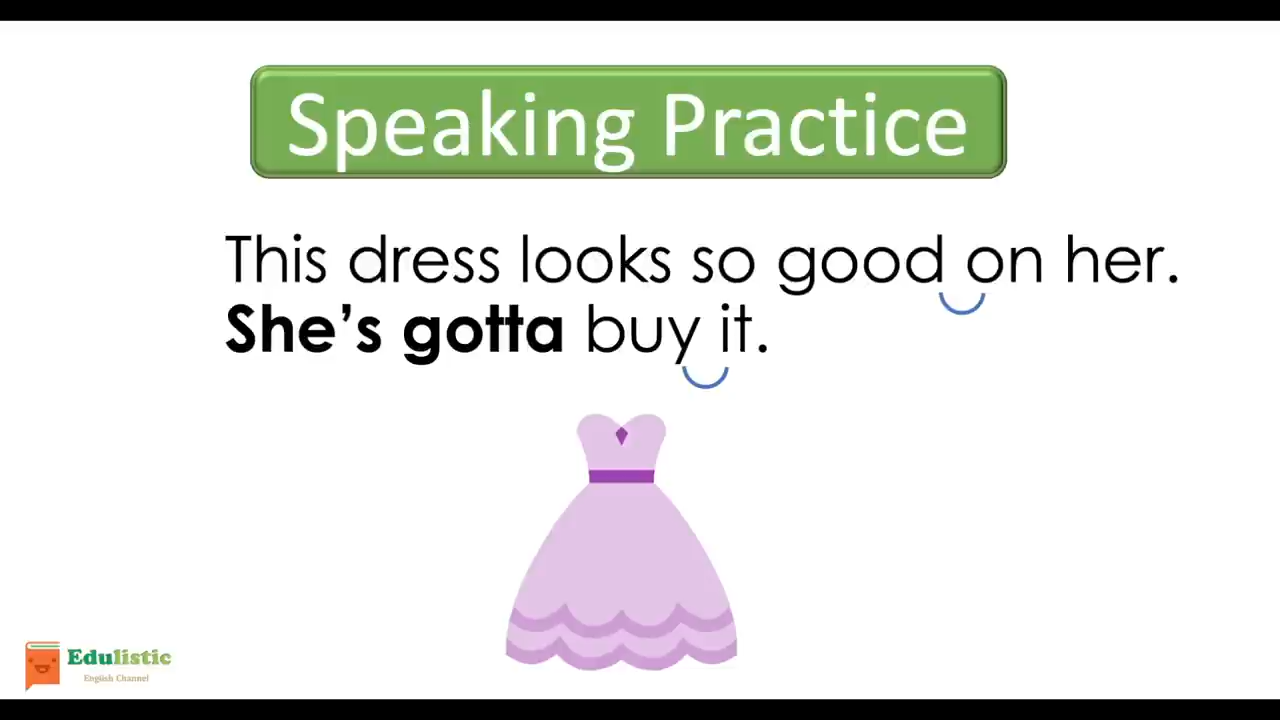 Speaking Practice
This dress looks so good on her.
She’s gotta buy it.
Edulistic
English Channel